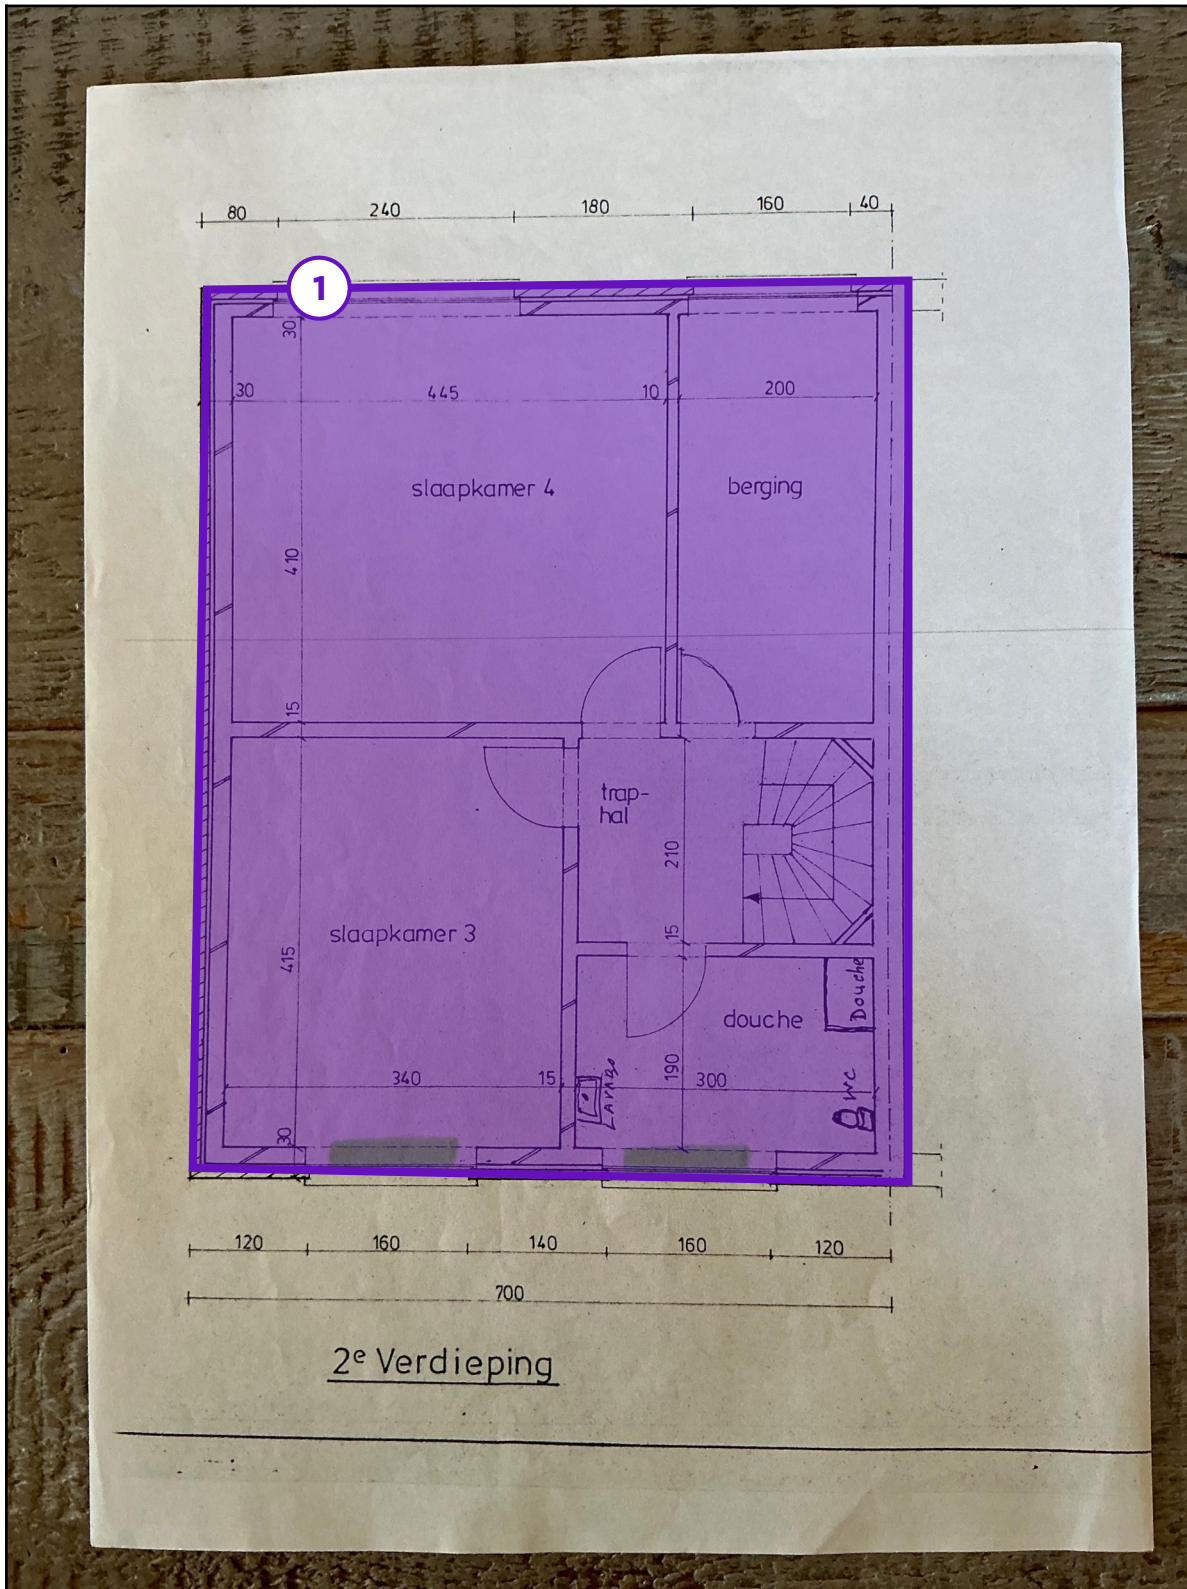 80 240 180 160 40
1
30
30 445 10 200
slaapkamer 4 berging
410
15
trap-
hal
210
slaapkamer 3
15
415
Douche
douche
190
LAVABO
WC
340 15 300
30
120 160 140 160 120
700
2e Verdieping